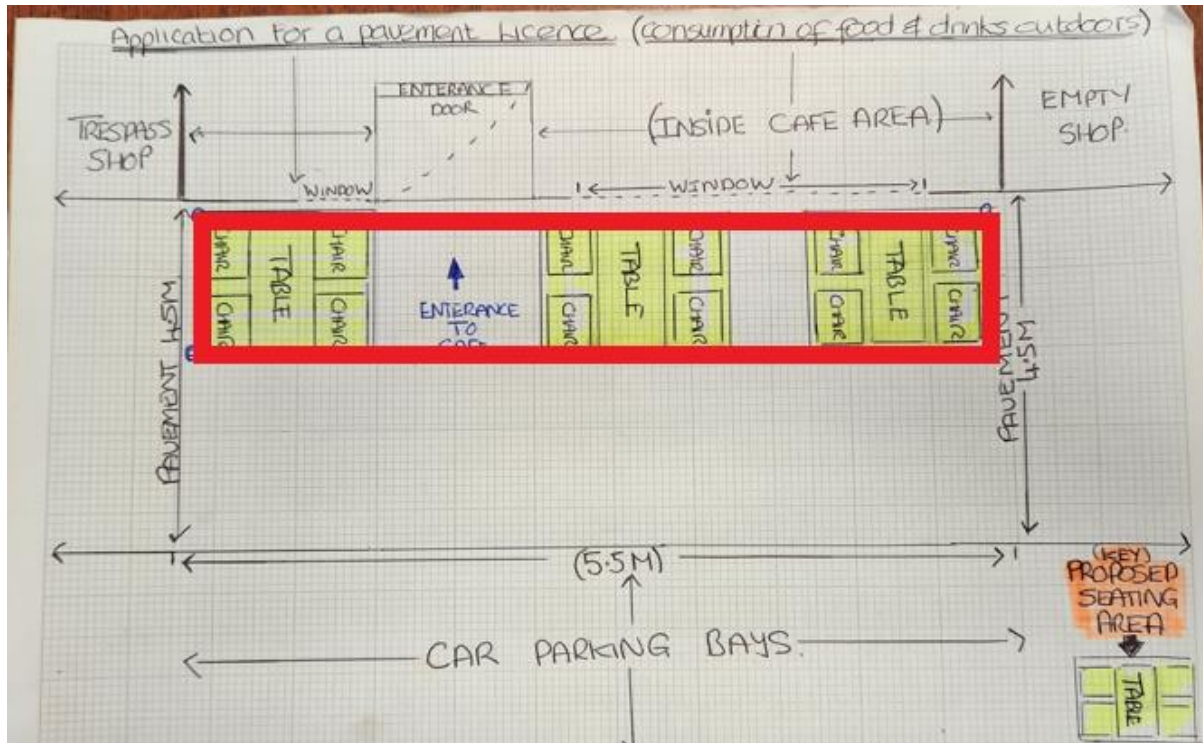 Application for a pavement Licence (consumption of food & drinks outdoors)
TRESPASS
SHOP
ENTERANCE
DOOR
(INSIDE CAFE AREA)
EMPTY
SHOP.
WINDOW
WINDOW
CHAIR
TABLE
CHAIR
CHAIR
CHAIR
ENTERANCE
TO
CHAIR
TABLE
CHAIR
CHAIR
CHAIR
CHAIR
TABLE
CHAIR
CHAIR
CHAIR
PAVEMENT 4.5M
4.5M
(5.5M)
CAR PARKING BAYS.
(KEY)
PROPOSED
SEATING
AREA
TABLE